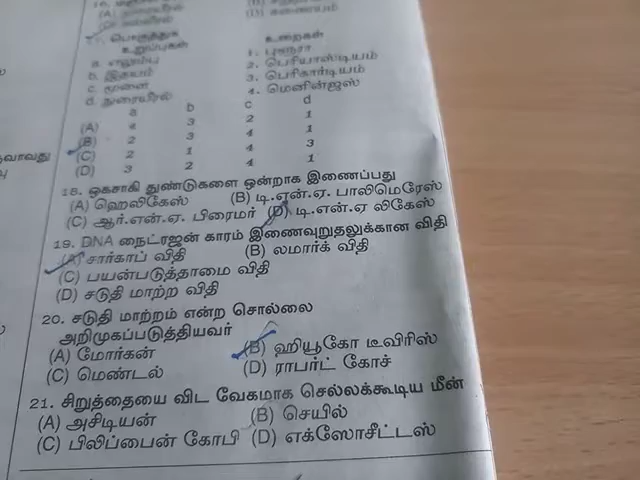 17. பொருத்துக
உறுப்புகள் உறைகள்
a. எலும்பு 1. புளூரா
b. இதயம் 2. பெரியாஸ்டியம்
c. மூளை 3. பெரிகார்டியம்
d. நுரையீரல் 4. மெனின்ஜஸ்
a b c d
(A) 4 3 2 1
(B) 2 3 4 1
(C) 2 1 4 3
(D) 3 2 4 1
18. ஒகசாகி துண்டுகளை ஒன்றாக இணைப்பது
(A) ஹெலிகேஸ் (B) டி.என்.ஏ. பாலிமெரேஸ்
(C) ஆர்.என்.ஏ. பிரைமர் (D) டி.என்.ஏ லிகேஸ்
19. DNA நைட்ரஜன் காரம் இணைவுறுதலுக்கான விதி
(A) சார்காப் விதி (B) லமார்க் விதி
(C) பயன்படுத்தாமை விதி
(D) சடுதி மாற்ற விதி
20. சடுதி மாற்றம் என்ற சொல்லை
அறிமுகப்படுத்தியவர்
(A) மோர்கன் (B) ஹியூகோ டீவிரிஸ்
(C) மெண்டல் (D) ராபர்ட் கோச்
21. சிறுத்தையை விட வேகமாக செல்லக்கூடிய மீன்
(A) அசிடியன் (B) செயில்
(C) பிலிப்பைன் கோபி (D) எக்ஸோசீட்டஸ்